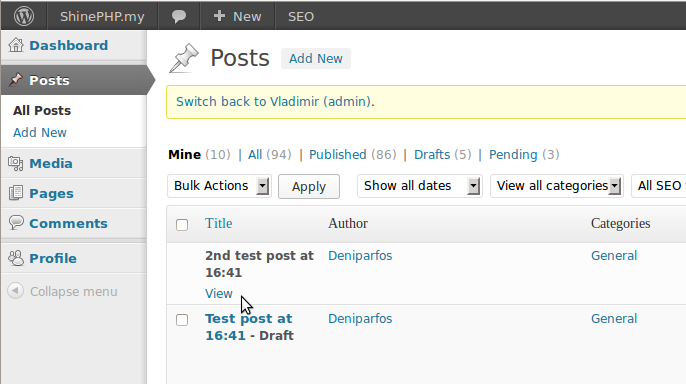 ShinePHP.my + New SEO
Dashboard
Posts
All Posts
Add New
Media
Pages
Comments
Profile
Collapse menu
Posts Add New
Switch back to Vladimir (admin).
Mine (10) | All (94) | Published (86) | Drafts (5) | Pending (3)
Bulk Actions Apply Show all dates View all categories All SEO
Title Author Categories
2nd test post at Deniparfos General
16:41
View
Test post at Deniparfos General
16:41 - Draft